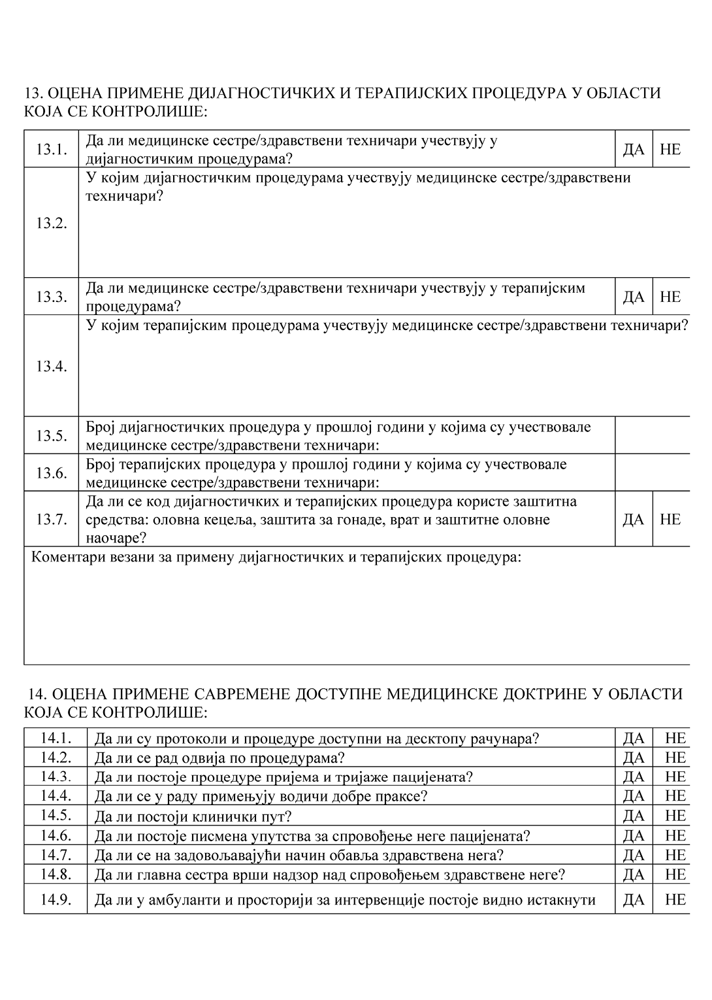 13. ОЦЕНА ПРИМЕНЕ ДИЈАГНОСТИЧКИХ И ТЕРАПИЈСКИХ ПРОЦЕДУРА У ОБЛАСТИ
КОЈА СЕ КОНТРОЛИШЕ:
13.1. Да ли медицинске сестре/здравствени техничари учествују у
дијагностичким процедурама? ДА НЕ
13.2. У којим дијагностичким процедурама учествују медицинске сестре/здравствени
техничари?
13.3. Да ли медицинске сестре/здравствени техничари учествују у терапијским
процедурама? ДА НЕ
13.4. У којим терапијским процедурама учествују медицинске сестре/здравствени техничари?
13.5. Број дијагностичких процедура у прошлој години у којима су учествовале
медицинске сестре/здравствени техничари:
13.6. Број терапијских процедура у прошлој години у којима су учествовале
медицинске сестре/здравствени техничари:
13.7. Да ли се код дијагностичких и терапијских процедура користе заштитна
средства: оловна кецеља, заштита за гонаде, врат и заштитне оловне
наочаре? ДА НЕ
Коментари везани за примену дијагностичких и терапијских процедура:
14. ОЦЕНА ПРИМЕНЕ САВРЕМЕНЕ ДОСТУПНЕ МЕДИЦИНСКЕ ДОКТРИНЕ У ОБЛАСТИ
КОЈА СЕ КОНТРОЛИШЕ:
14.1. Да ли су протоколи и процедуре доступни на десктопу рачунара? ДА НЕ
14.2. Да ли се рад одвија по процедурама? ДА НЕ
14.3. Да ли постоје процедуре пријема и тријаже пацијената? ДА НЕ
14.4. Да ли се у раду примењују водичи добре праксе? ДА НЕ
14.5. Да ли постоји клинички пут? ДА НЕ
14.6. Да ли постоје писмена упутства за спровођење неге пацијената? ДА НЕ
14.7. Да ли се на задовољавајући начин обавља здравствена нега? ДА НЕ
14.8. Да ли главна сестра врши надзор над спровођењем здравствене неге? ДА НЕ
14.9. Да ли у амбуланти и просторији за интервенције постоје видно истакнути ДА НЕ